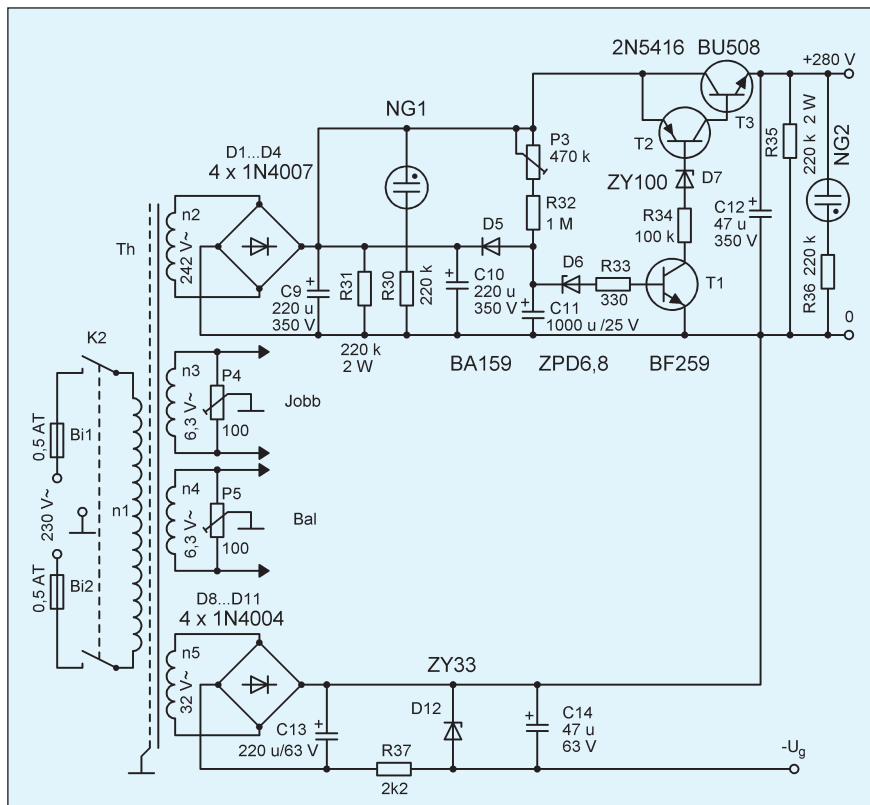 2N5416 BU508
+280 V
NG1
P3
470 k
T2
T3
R35
220 k 2 W
NG2
D1...D4
4 x 1N4007
ZY100
D7
R32
1 M
R34
100 k
C12
47 u
350 V
+
n2
242 V~
Th
D5
D6
R33
330
T1
R36 220 k
+
C9
220 u
350 V
R31
220 k
2 W
R30
220 k
+
C10
220 u
350 V
+
C11
1000 u/25 V
0
K2
BA159
ZPD6,8
BF259
n3
6,3 V~
P4
100
Jobb
0,5 AT
Bi1
230 V~
n1
n4
6,3 V~
P5
100
Bal
0,5 AT
Bi2
D8...D11
4 x 1N4004
n5
32 V~
ZY33
D12
+
C13
220 u/63 V
+
C14
47 u
63 V
R37
2k2
-Ug